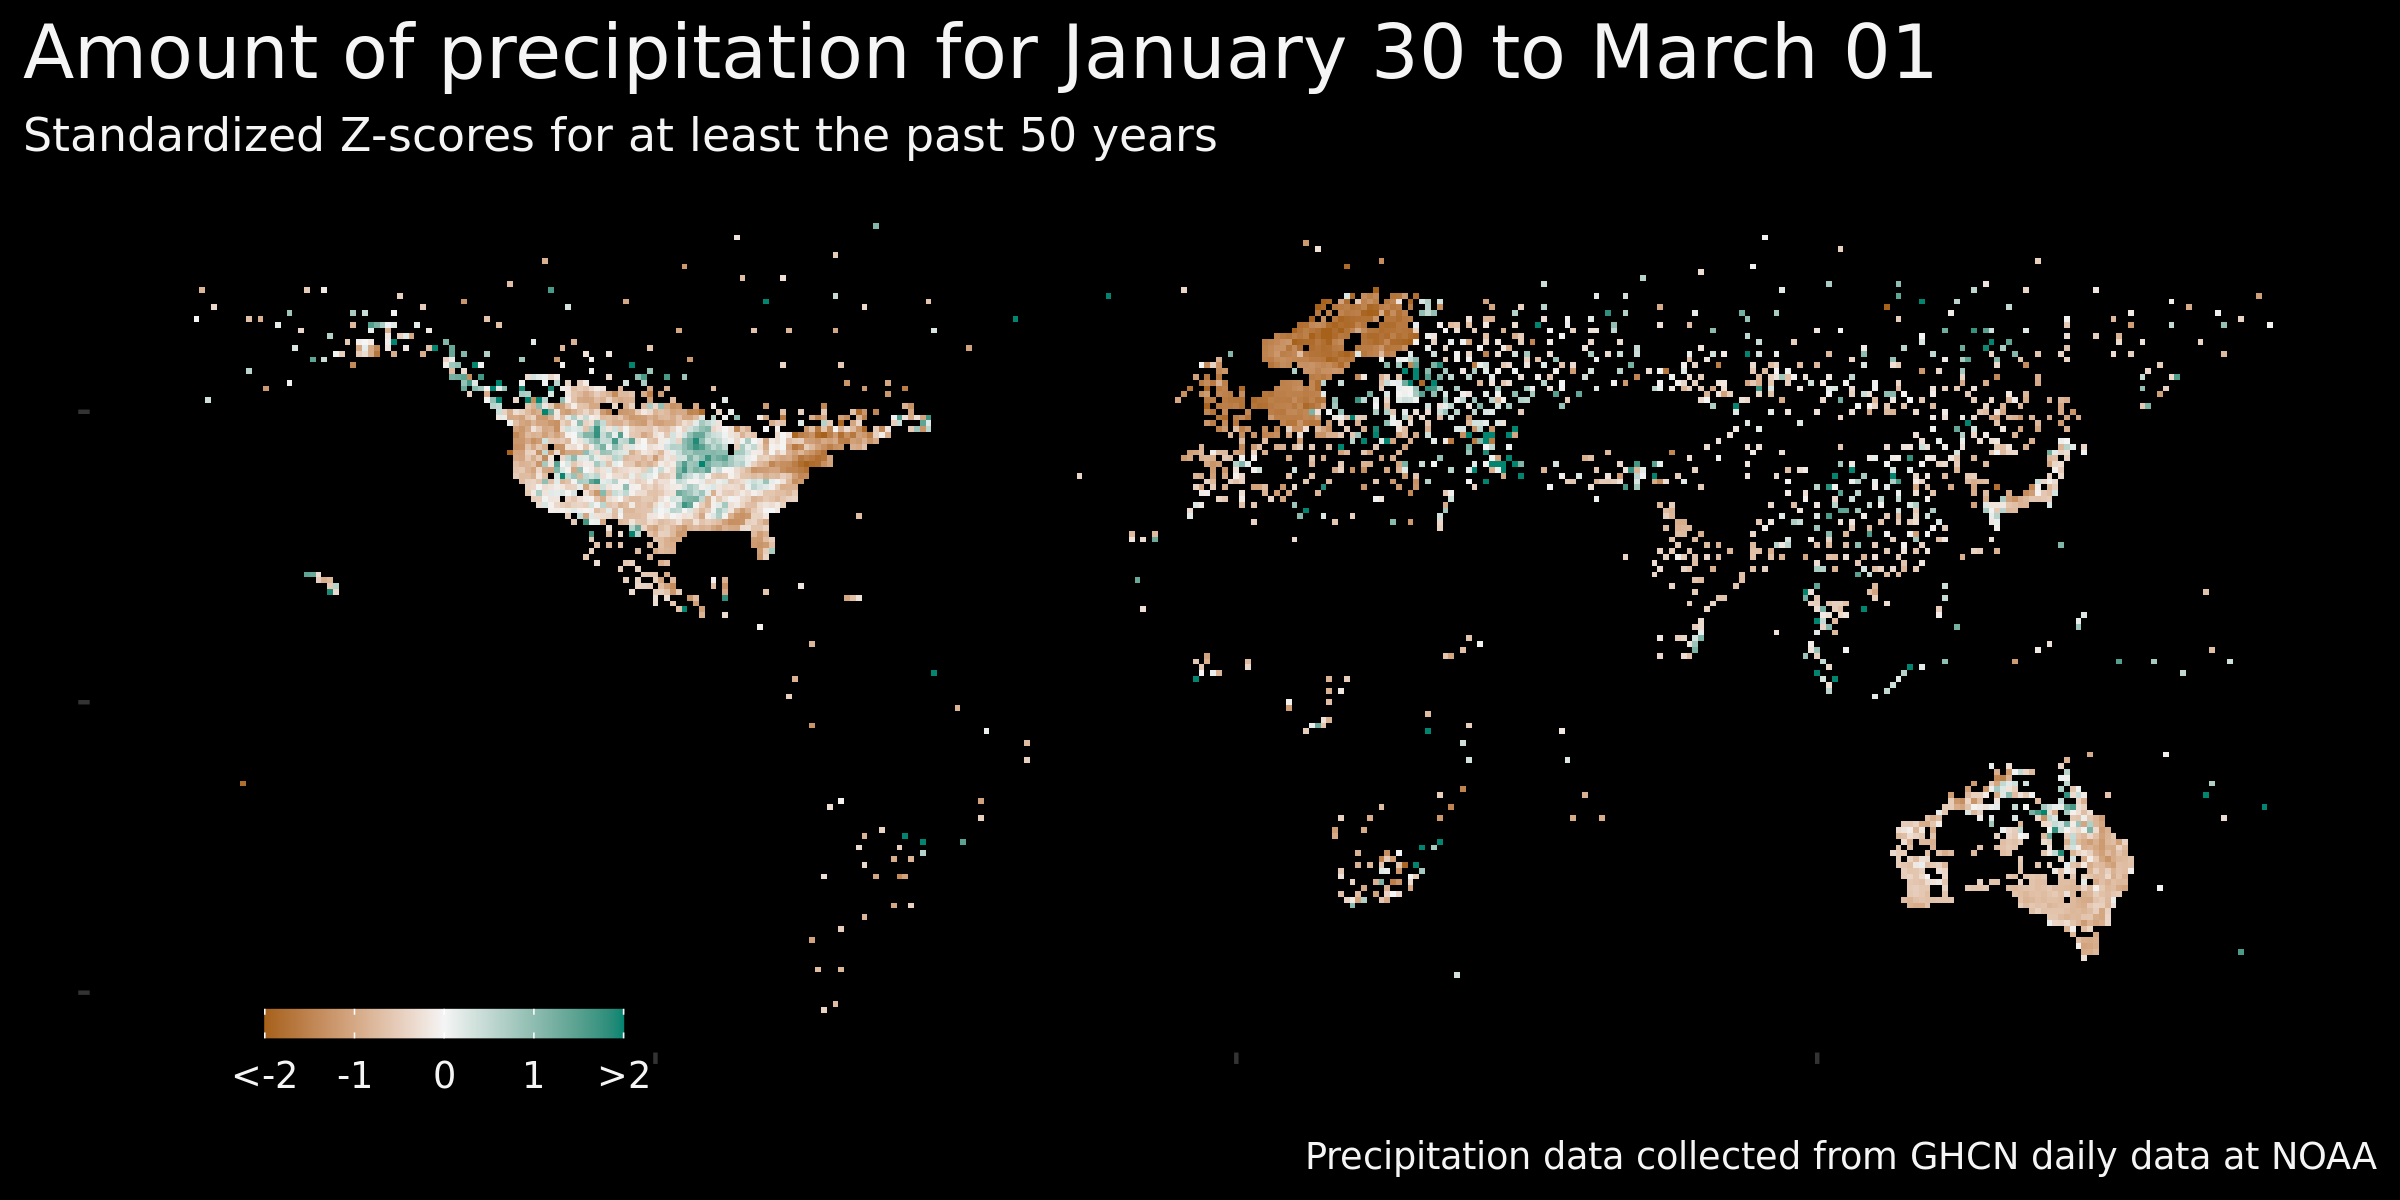 Amount of precipitation for January 30 to March 01
Standardized Z-scores for at least the past 50 years
<-2 -1 0 1 >2
Precipitation data collected from GHCN daily data at NOAA